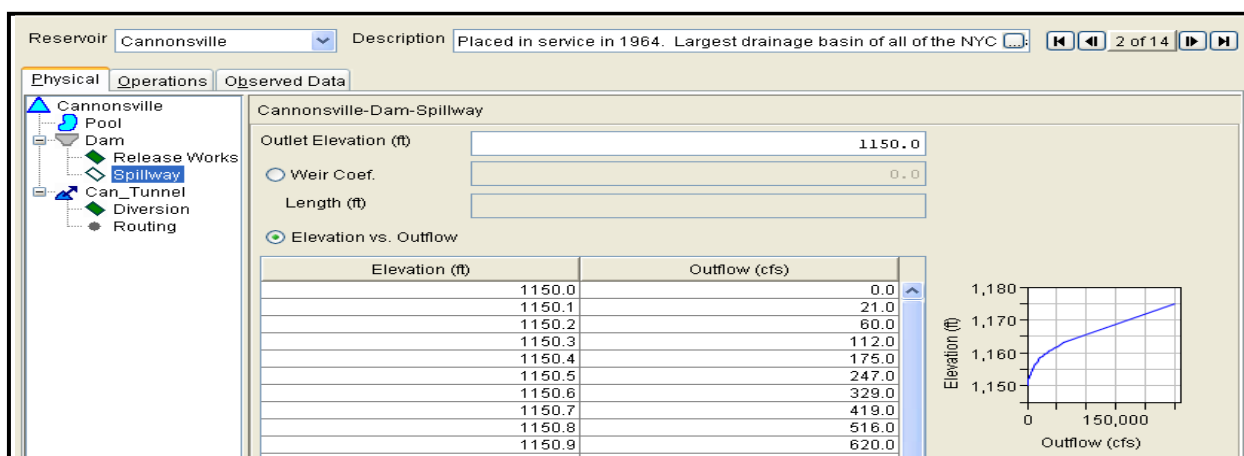 Reservoir Cannonsville Description Placed in service in 1964. Largest drainage basin of all of the NYC ... 2 of 14
Physical Operations Observed Data
Cannonsville
Pool
Dam
Release Works
Spillway
Can_Tunnel
Diversion
Routing
Cannonsville-Dam-Spillway
Outlet Elevation (ft) 1150.0
Weir Coef. 0.0
Length (ft)
Elevation vs. Outflow
Elevation (ft) Outflow (cfs)
1150.0 0.0
1150.1 21.0
1150.2 60.0
1150.3 112.0
1150.4 175.0
1150.5 247.0
1150.6 329.0
1150.7 419.0
1150.8 516.0
1150.9 620.0
Elevation (ft)
1,180
1,170
1,160
1,150
0 150,000
Outflow (cfs)